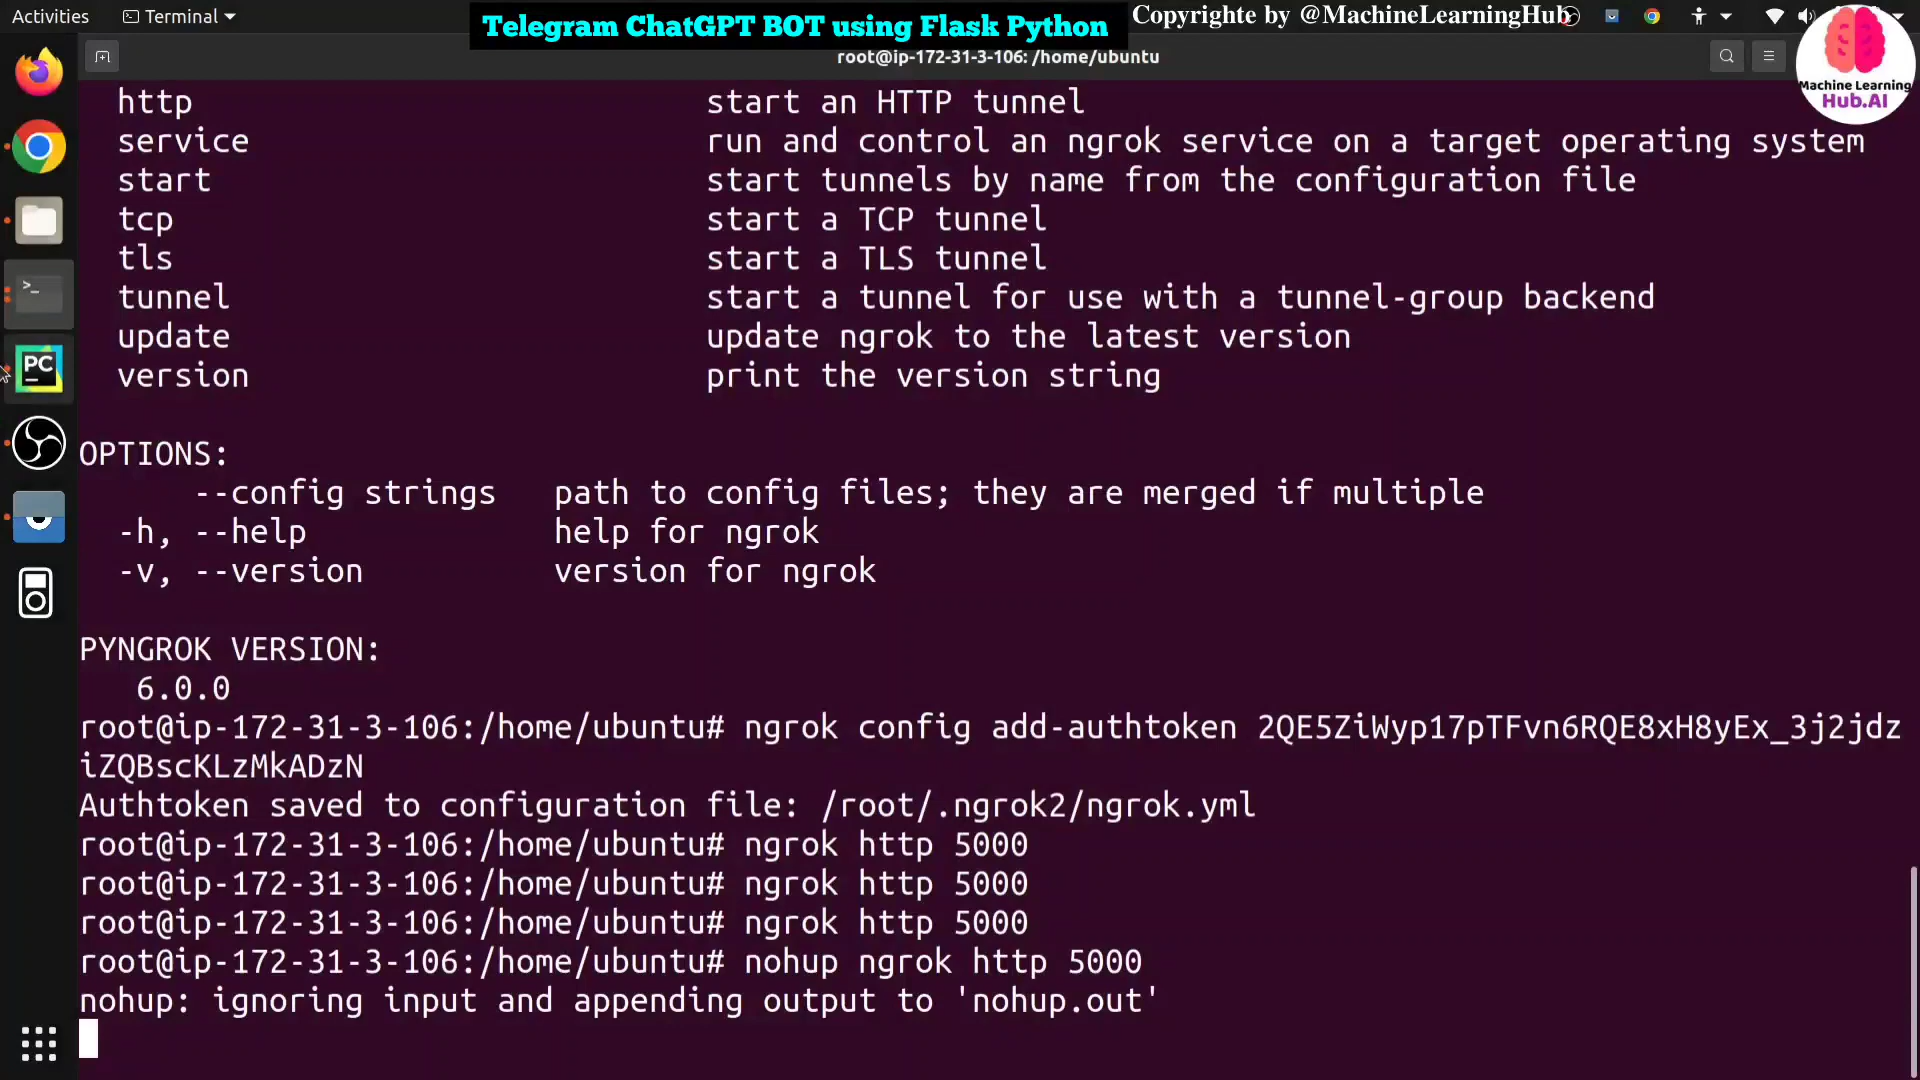 Activities
Terminal
Telegram ChatGPT BOT using Flask Python
Copyrighte by @MachineLearningHub
root@ip-172-31-3-106: /home/ubuntu
Machine Learning
Hub.AI
http start an HTTP tunnel
service run and control an ngrok service on a target operating system
start start tunnels by name from the configuration file
tcp start a TCP tunnel
tls start a TLS tunnel
tunnel start a tunnel for use with a tunnel-group backend
update update ngrok to the latest version
version print the version string
PC
OPTIONS:
--config strings path to config files; they are merged if multiple
-h, --help help for ngrok
-v, --version version for ngrok
PYNGROK VERSION:
6.0.0
root@ip-172-31-3-106:/home/ubuntu# ngrok config add-authtoken 2QE5ZiWyp17pTFvn6RQE8xH8yEx_3j2jdz
iZQBscKLzMkADzN
Authtoken saved to configuration file: /root/.ngrok2/ngrok.yml
root@ip-172-31-3-106:/home/ubuntu# ngrok http 5000
root@ip-172-31-3-106:/home/ubuntu# ngrok http 5000
root@ip-172-31-3-106:/home/ubuntu# ngrok http 5000
root@ip-172-31-3-106:/home/ubuntu# nohup ngrok http 5000
nohup: ignoring input and appending output to 'nohup.out'